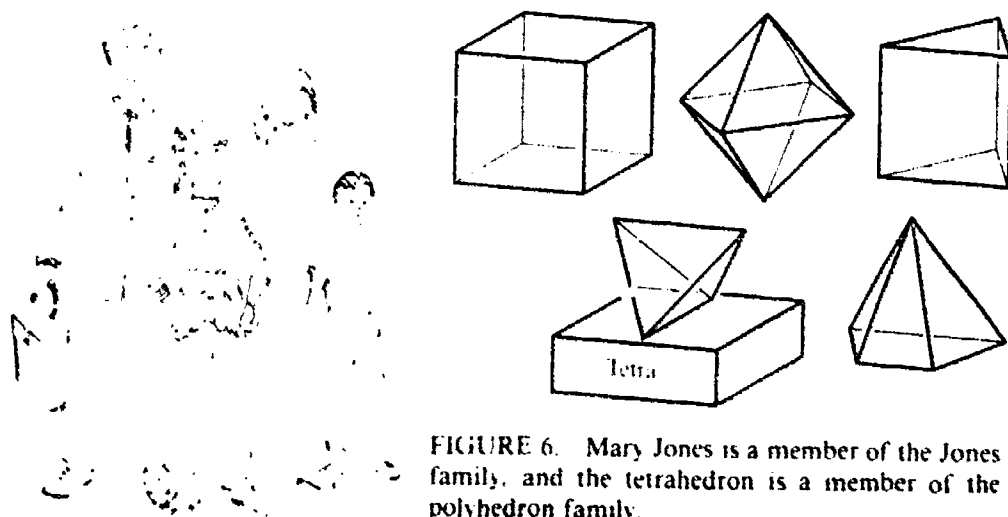 Tetra
FIGURE 6. Mary Jones is a member of the Jones
family, and the tetrahedron is a member of the
polyhedron family.